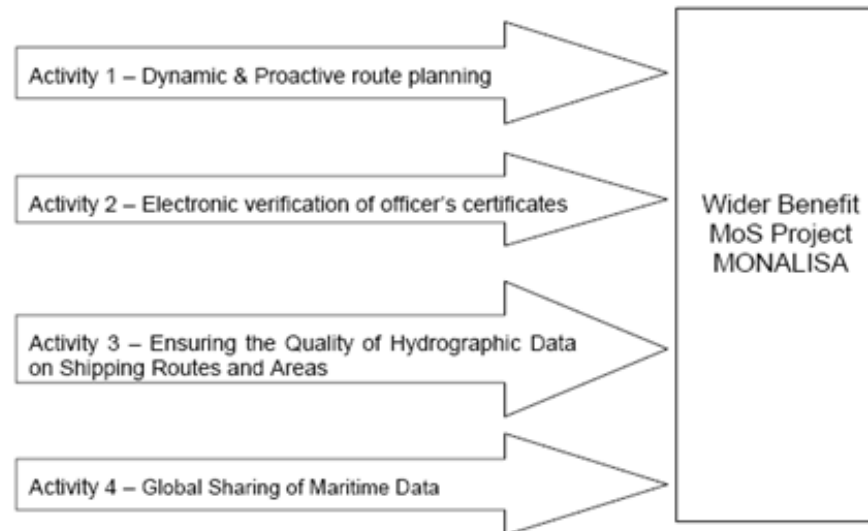 Activity 1 – Dynamic & Proactive route planning
Activity 2 – Electronic verification of officer's certificates
Wider Benefit
MoS Project
MONALISA
Activity 3 – Ensuring the Quality of Hydrographic Data
on Shipping Routes and Areas
Activity 4 – Global Sharing of Maritime Data